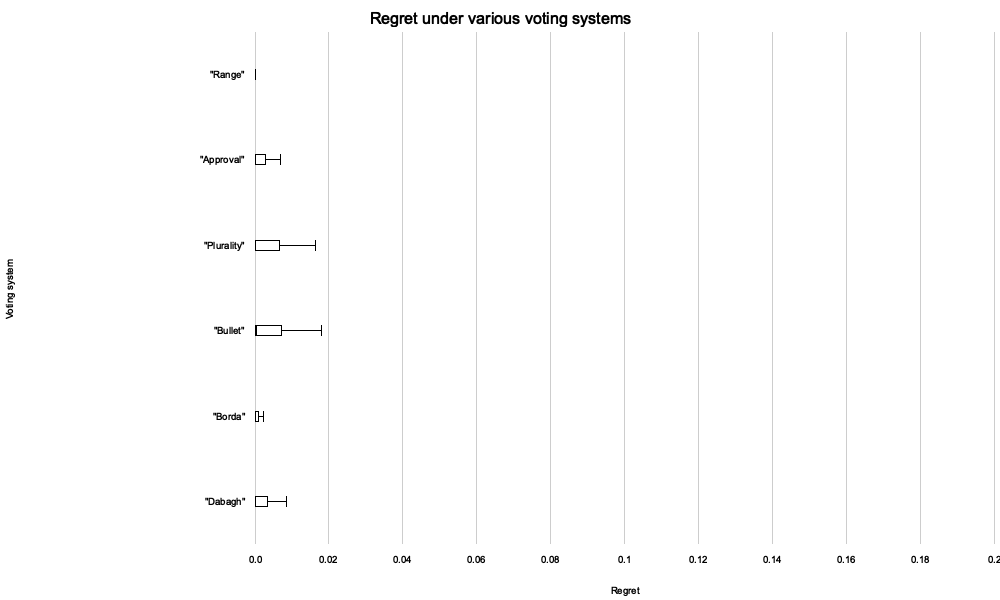 Regret under various voting systems
"Range"
"Approval"
"Plurality"
"Bullet"
"Borda"
"Dabagh"
Voting system
0.0 0.02 0.04 0.06 0.08 0.1 0.12 0.14 0.16 0.18 0.2
Regret